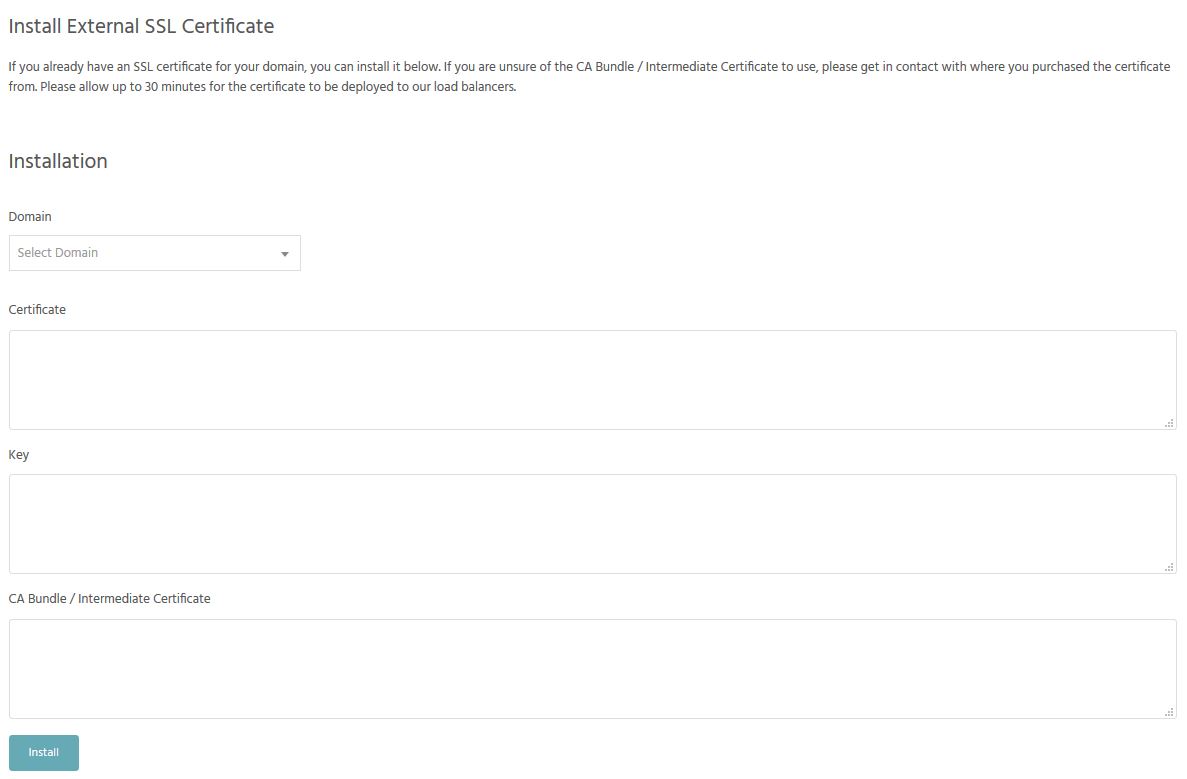 Install External SSL Certificate
If you already have an SSL certificate for your domain, you can install it below. If you are unsure of the CA Bundle / Intermediate Certificate to use, please get in contact with where you purchased the certificate
from. Please allow up to 30 minutes for the certificate to be deployed to our load balancers.
Installation
Domain
Select Domain
Certificate
Key
CA Bundle / Intermediate Certificate
Install